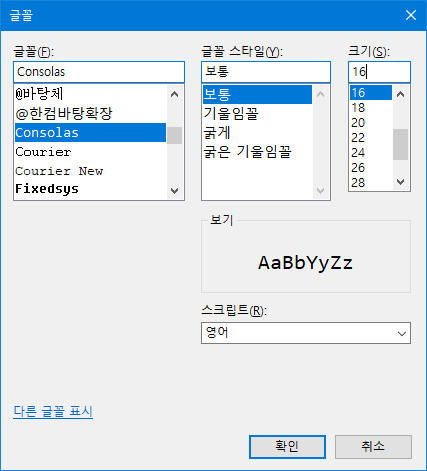 글꼴
글꼴(F):
Consolas
@바탕체
@한컴바탕확장
Consolas
Courier
Courier New
Fixedsys
글꼴 스타일(Y):
보통
보통
기울임꼴
굵게
굵은 기울임꼴
크기(S):
16
16
18
20
22
24
26
28
보기
AaBbYyZz
스크립트(R):
영어
다른 글꼴 표시
확인
취소